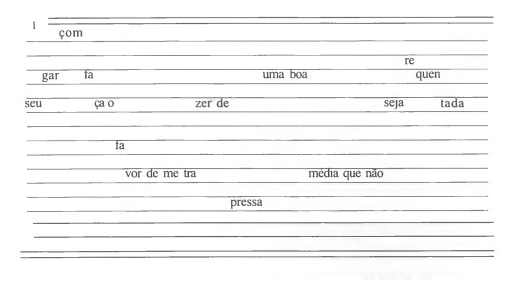 1
çom
re
gar fa uma boa quen
seu ça o zer de seja tada
fa
vor de me tra média que não
pressa